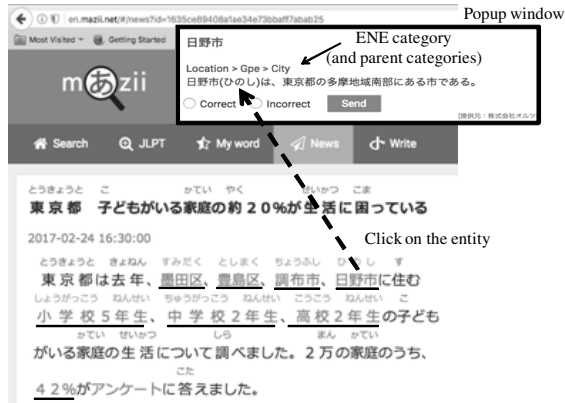 Popup window
en.mazii.net/#/news?id=1635ce89408a1ae34e73bbaff7abab25
Most Visited
Getting Started
日野市
ENE category
(and parent categories)
Location > Gpe > City
日野市(ひのし)は、東京都の多摩地域南部にある市である。
Correct Incorrect Send
[提供元：株式会社オルツ]
mあzii
Search JLPT My word News Write
とうきょうと こ かてい やく せいかつ こま
東京都 子どもがいる家庭の約20%が生活に困っている
2017-02-24 16:30:00
Click on the entity
とうきょうと きょねん すみだく としまく ちょうふし ひのし す
東京都は去年、墨田区、豊島区、調布市、日野市に住む
しょうがっこう ねんせい ちゅうがっこう ねんせい こうこう ねんせい こ
小学校5年生、中学校2年生、高校2年生の子ども
かてい せいかつ しら まん かてい
がいる家庭の生活について調べました。2万の家庭のうち、
こた
42%がアンケートに答えました。